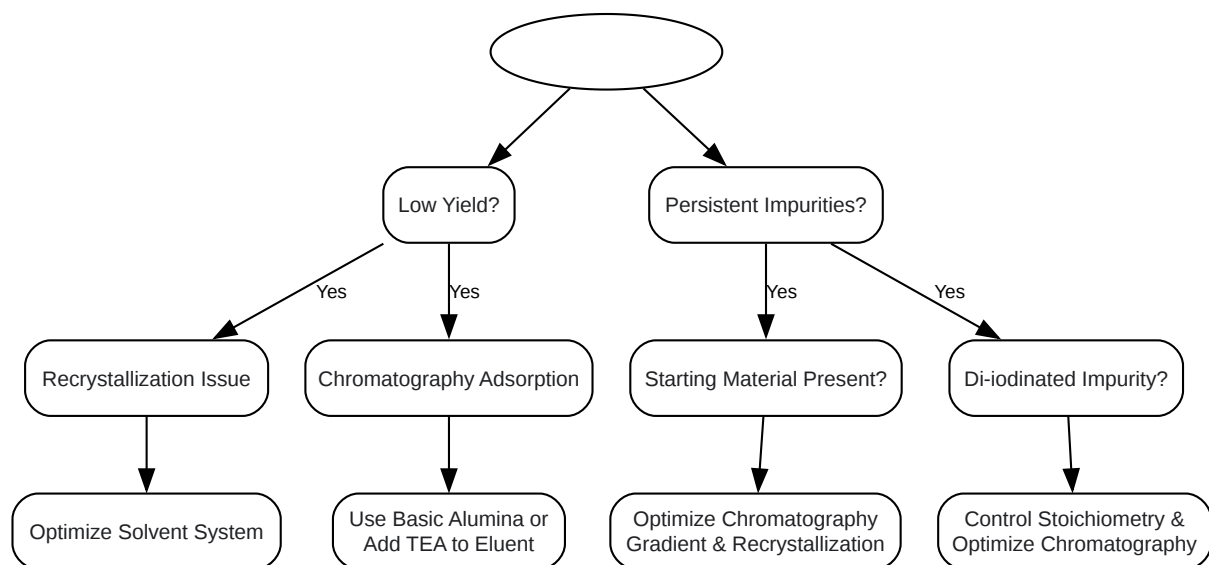 Low Yield?
Persistent Impurities?
Yes
Yes
Yes
Yes
Recrystallization Issue
Chromatography Adsorption
Starting Material Present?
Di-iodinated Impurity?
Optimize Solvent System
Use Basic Alumina or
Add TEA to Eluent
Optimize Chromatography
Gradient & Recrystallization
Control Stoichiometry &
Optimize Chromatography